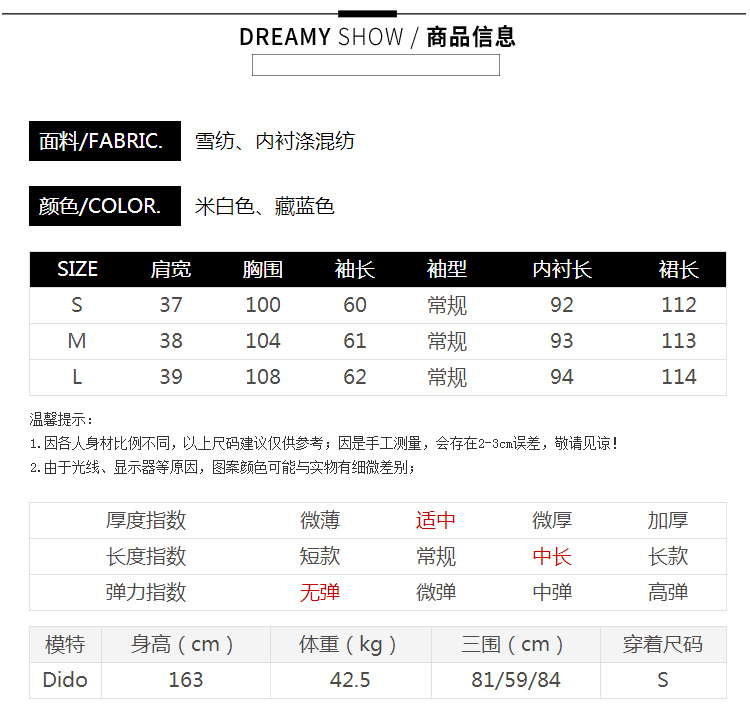 DREAMY SHOW / 商品信息
面料/FABRIC. 雪纺、内衬涤混纺
颜色/COLOR. 米白色、藏蓝色
SIZE 肩宽 胸围 袖长 袖型 内衬长 裙长
S 37 100 60 常规 92 112
M 38 104 61 常规 93 113
L 39 108 62 常规 94 114
温馨提示：
1.因各人身材比例不同，以上尺码建议仅供参考；因是手工测量，会存在2-3cm误差，敬请见谅！
2.由于光线、显示器等原因，图案颜色可能与实物有细微差别；
厚度指数 微薄 适中 微厚 加厚
长度指数 短款 常规 中长 长款
弹力指数 无弹 微弹 中弹 高弹
模特 身高（cm） 体重（kg） 三围（cm） 穿着尺码
Dido 163 42.5 81/59/84 S